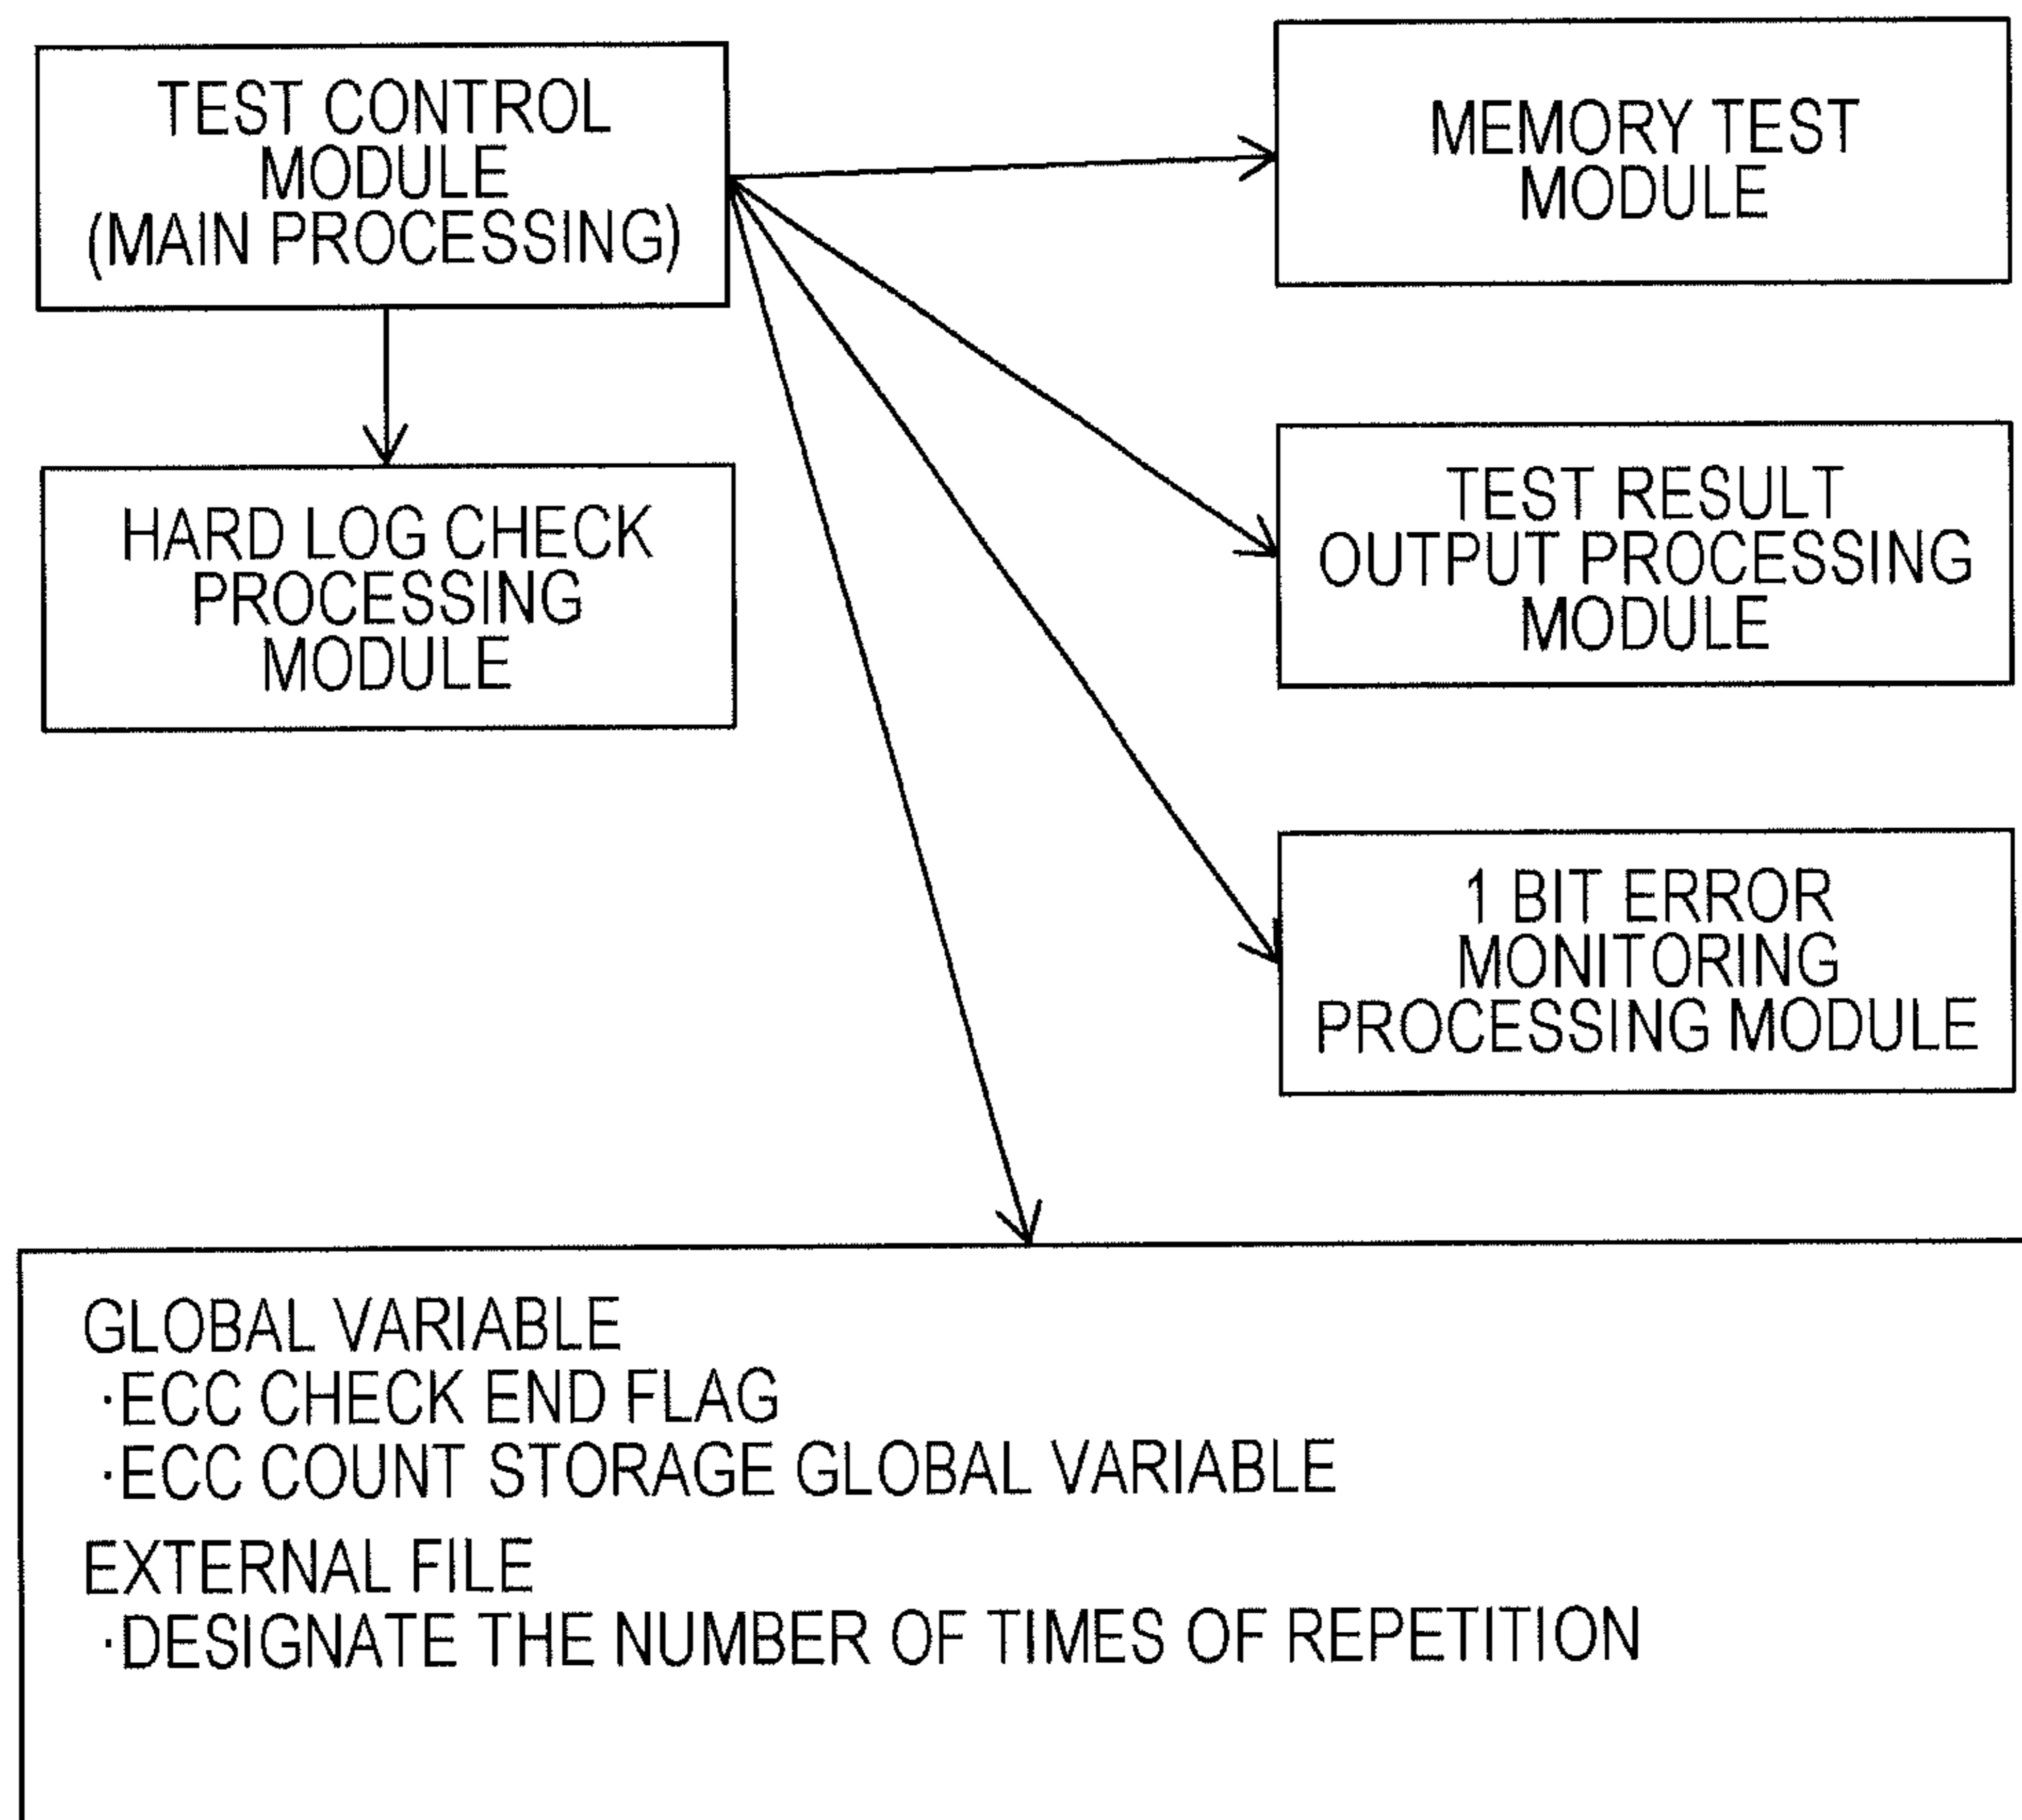 TEST CONTROL
MODULE
(MAIN PROCESSING)
MEMORY TEST
MODULE
HARD LOG CHECK
PROCESSING
MODULE
TEST RESULT
OUTPUT PROCESSING
MODULE
1 BIT ERROR
MONITORING
PROCESSING MODULE
GLOBAL VARIABLE
·ECC CHECK END FLAG
·ECC COUNT STORAGE GLOBAL VARIABLE
EXTERNAL FILE
·DESIGNATE THE NUMBER OF TIMES OF REPETITION